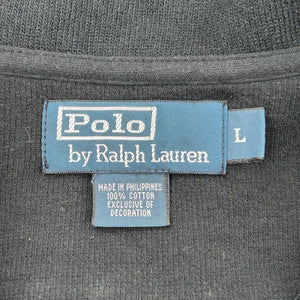 Polo
by Ralph Lauren
L
MADE IN PHILIPPINES
100% COTTON
EXCLUSIVE OF
DECORATION